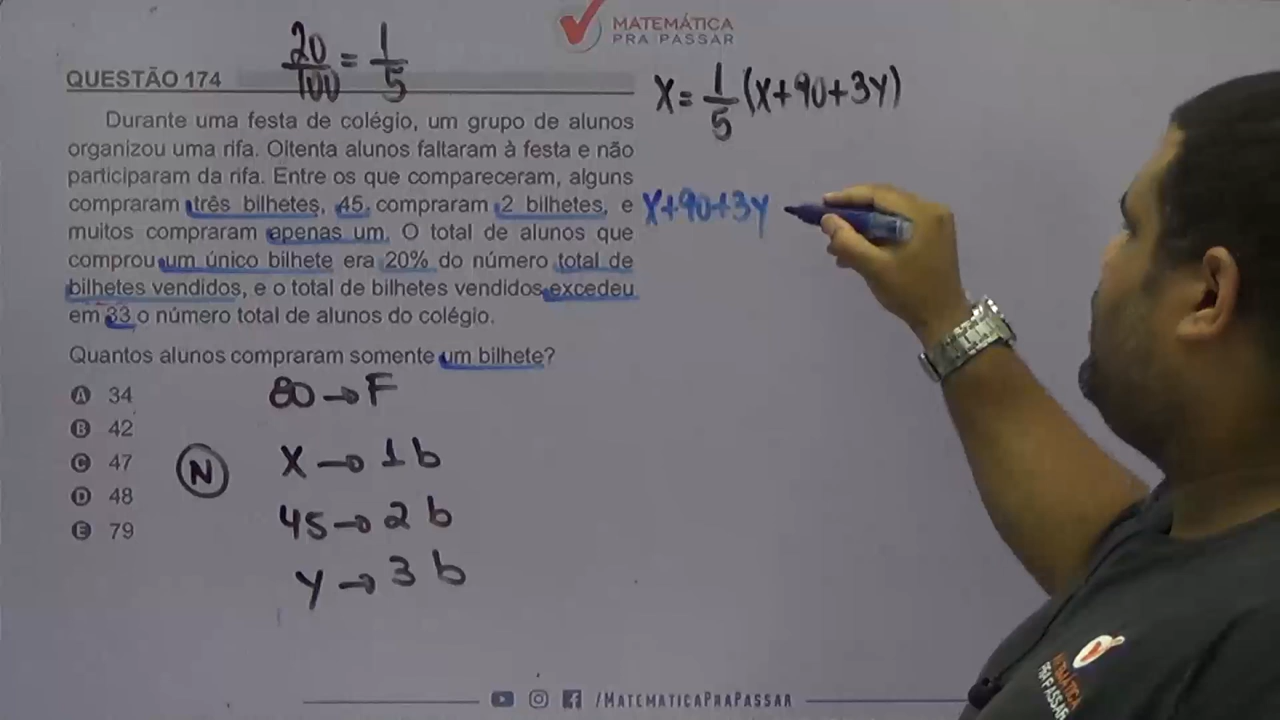 MATEMÁTICA
PRA PASSAR
20/100 = 1/5
QUESTÃO 174
X = 1/5 (X+90+3Y)
Durante uma festa de colégio, um grupo de alunos
organizou uma rifa. Oitenta alunos faltaram à festa e não
participaram da rifa. Entre os que compareceram, alguns
compraram três bilhetes, 45 compraram 2 bilhetes, e
muitos compraram apenas um. O total de alunos que
comprou um único bilhete era 20% do número total de
bilhetes vendidos, e o total de bilhetes vendidos excedeu
em 33 o número total de alunos do colégio.
X+90+3Y
Quantos alunos compraram somente um bilhete?
A 34
B 42
C 47
D 48
E 79
80 → F
N
X → 1 b
45 → 2 b
Y → 3 b
/MATEMATICAPRAPASSAR
MATEMÁTICA
PRA PASSAR